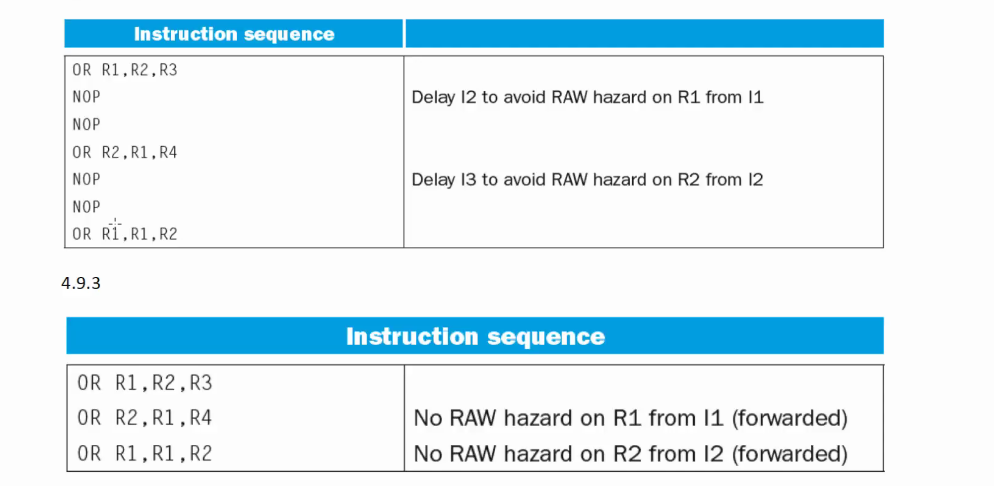 Instruction sequence
OR R1,R2,R3
NOP Delay I2 to avoid RAW hazard on R1 from I1
NOP
OR R2,R1,R4
NOP Delay I3 to avoid RAW hazard on R2 from I2
NOP
OR R1,R1,R2
4.9.3
Instruction sequence
OR R1,R2,R3
OR R2,R1,R4 No RAW hazard on R1 from I1 (forwarded)
OR R1,R1,R2 No RAW hazard on R2 from I2 (forwarded)